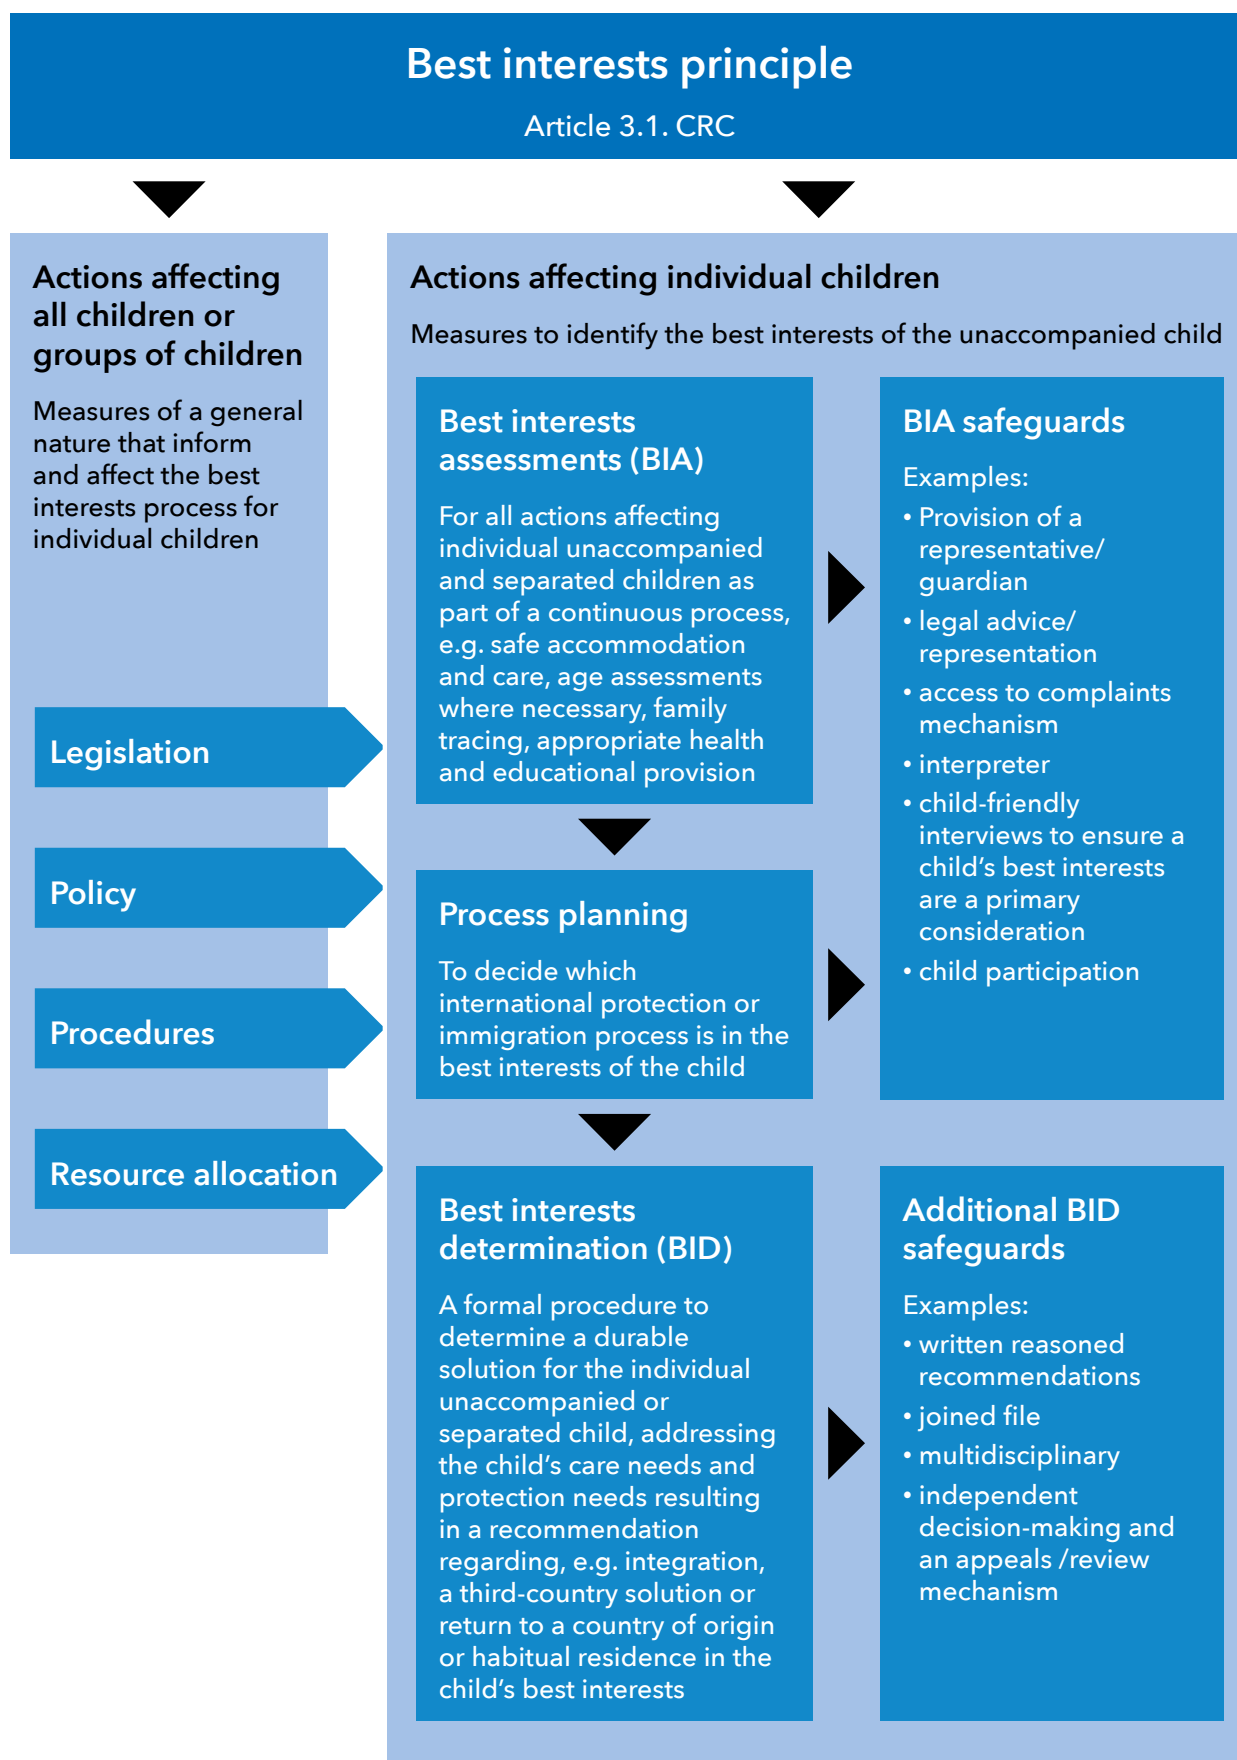 Best interests principle
Article 3.1. CRC
Actions affecting
all children or
groups of children
Measures of a general
nature that inform
and affect the best
interests process for
individual children
Legislation
Policy
Procedures
Resource allocation
Actions affecting individual children
Measures to identify the best interests of the unaccompanied child
Best interests
assessments (BIA)
For all actions affecting
individual unaccompanied
and separated children as
part of a continuous process,
e.g. safe accommodation
and care, age assessments
where necessary, family
tracing, appropriate health
and educational provision
BIA safeguards
Examples:
• Provision of a
representative/
guardian
• legal advice/
representation
• access to complaints
mechanism
• interpreter
• child-friendly
interviews to ensure a
child’s best interests
are a primary
consideration
• child participation
Process planning
To decide which
international protection or
immigration process is in the
best interests of the child
Best interests
determination (BID)
A formal procedure to
determine a durable
solution for the individual
unaccompanied or
separated child, addressing
the child’s care needs and
protection needs resulting
in a recommendation
regarding, e.g. integration,
a third-country solution or
return to a country of origin
or habitual residence in the
child’s best interests
Additional BID
safeguards
Examples:
• written reasoned
recommendations
• joined file
• multidisciplinary
• independent
decision-making and
an appeals /review
mechanism